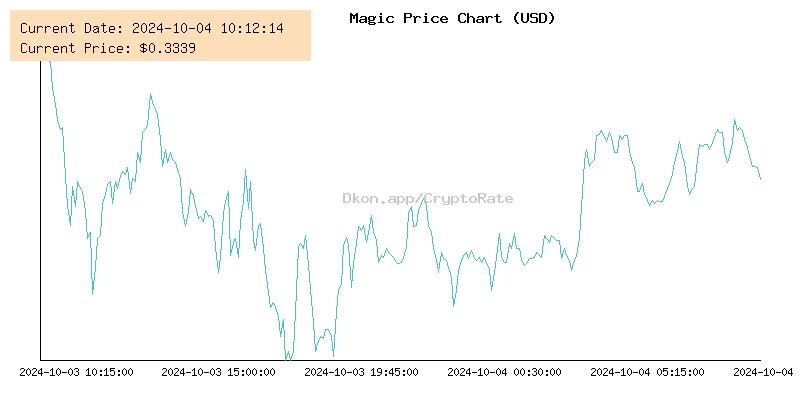 Magic Price Chart (USD)
Current Date: 2024-10-04 10:12:14
Current Price: $0.3339
Dkon.app/CryptoRate
2024-10-03 10:15:00 2024-10-03 15:00:00 2024-10-03 19:45:00 2024-10-04 00:30:00 2024-10-04 05:15:00 2024-10-04